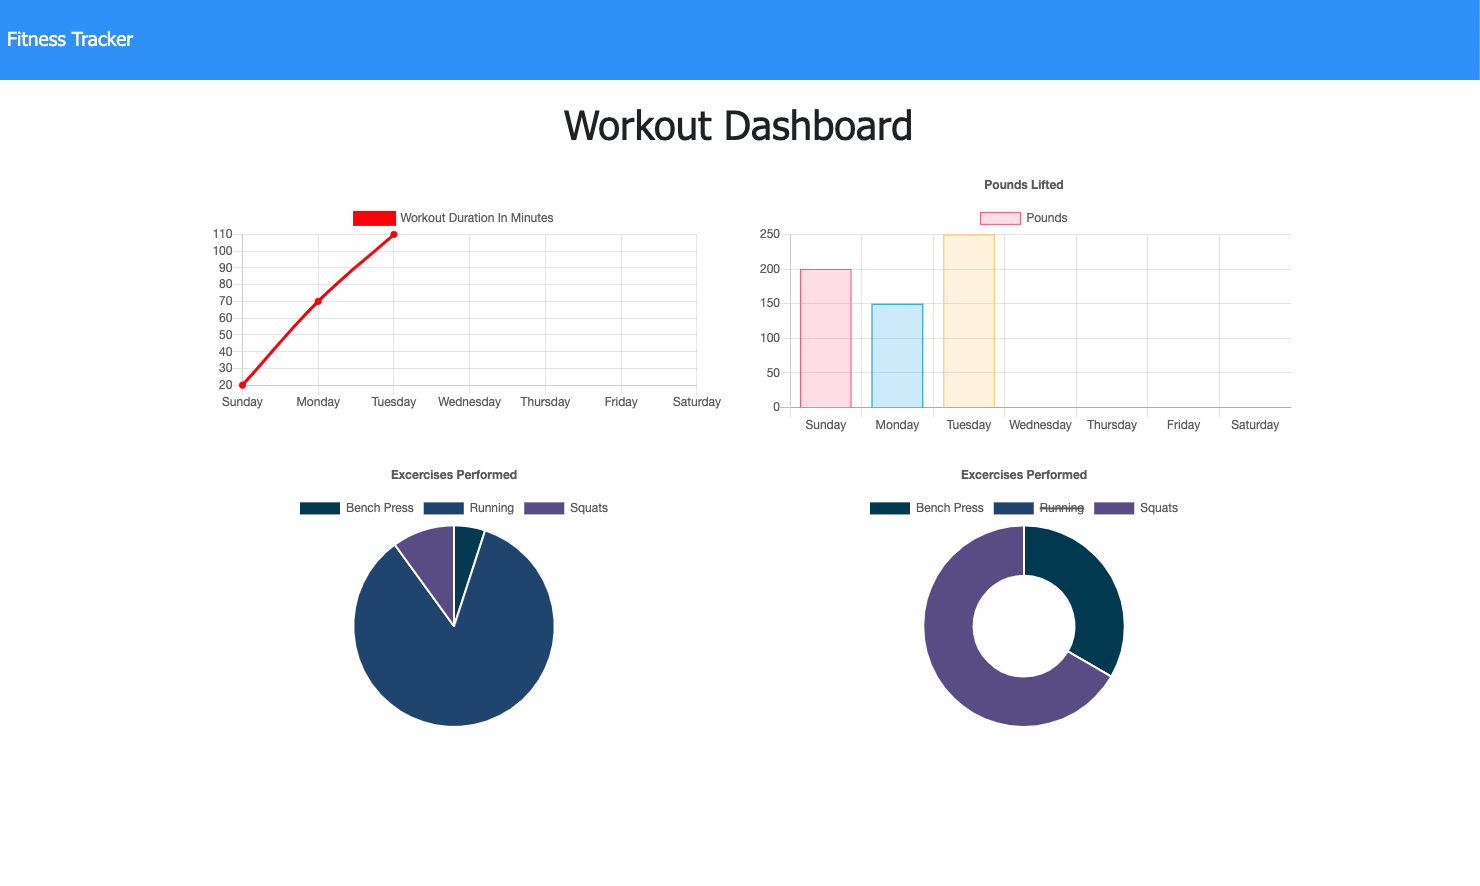 Fitness Tracker
Workout Dashboard
Workout Duration In Minutes
110
100
90
80
70
60
50
40
30
20
Sunday Monday Tuesday Wednesday Thursday Friday Saturday
Pounds Lifted
Pounds
250
200
150
100
50
0
Sunday Monday Tuesday Wednesday Thursday Friday Saturday
Excercises Performed
Bench Press Running Squats
Excercises Performed
Bench Press Running Squats